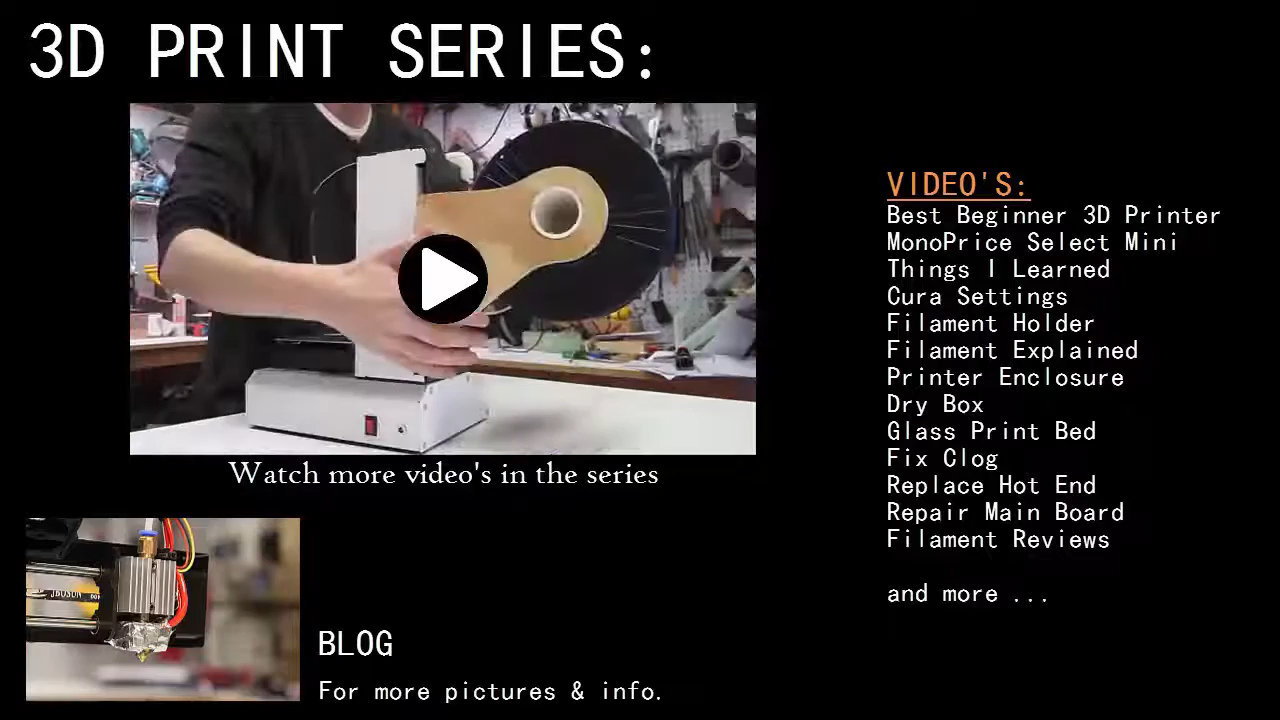 3D PRINT SERIES:
Watch more video's in the series
VIDEO'S:
Best Beginner 3D Printer
MonoPrice Select Mini
Things I Learned
Cura Settings
Filament Holder
Filament Explained
Printer Enclosure
Dry Box
Glass Print Bed
Fix Clog
Replace Hot End
Repair Main Board
Filament Reviews
and more ...
BLOG
For more pictures & info.